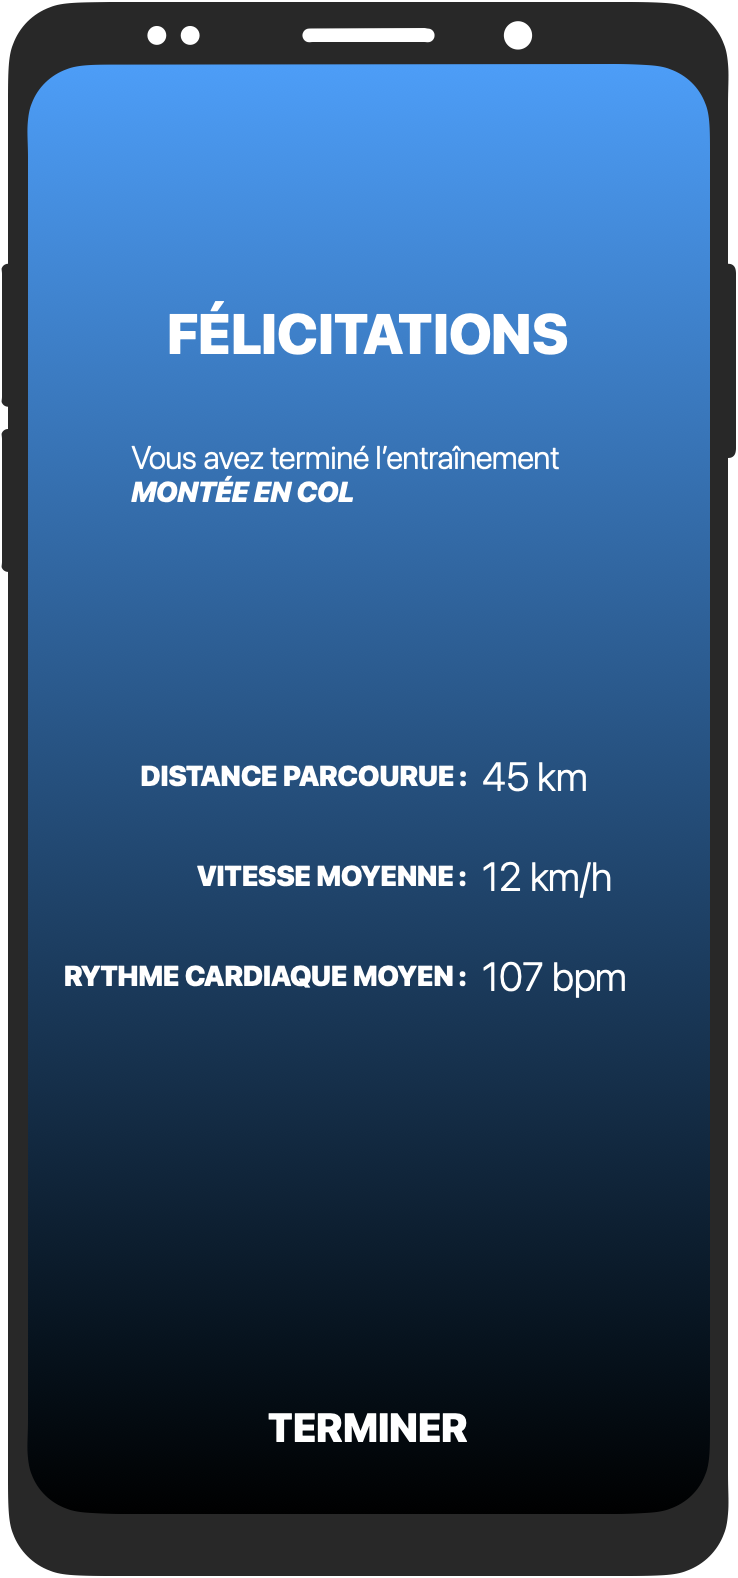 FÉLICITATIONS
Vous avez terminé l'entraînement
MONTÉE EN COL
DISTANCE PARCOURUE : 45 km
VITESSE MOYENNE : 12 km/h
RYTHME CARDIAQUE MOYEN : 107 bpm
TERMINER